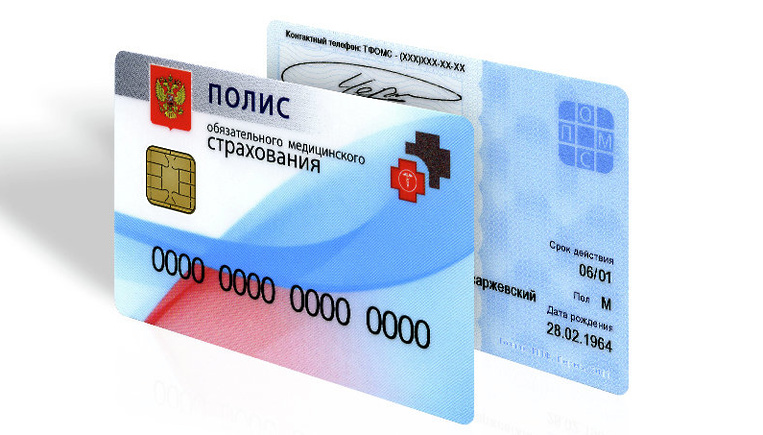 ПОЛИС
обязательного медицинского
страхования
0000 0000 0000 0000
Контактный телефон: ТФОМС - (XXX)XXX-XX-XX
О
П М
С
Срок действия
06/01
Пол М
Дата рождения
28.02.1964